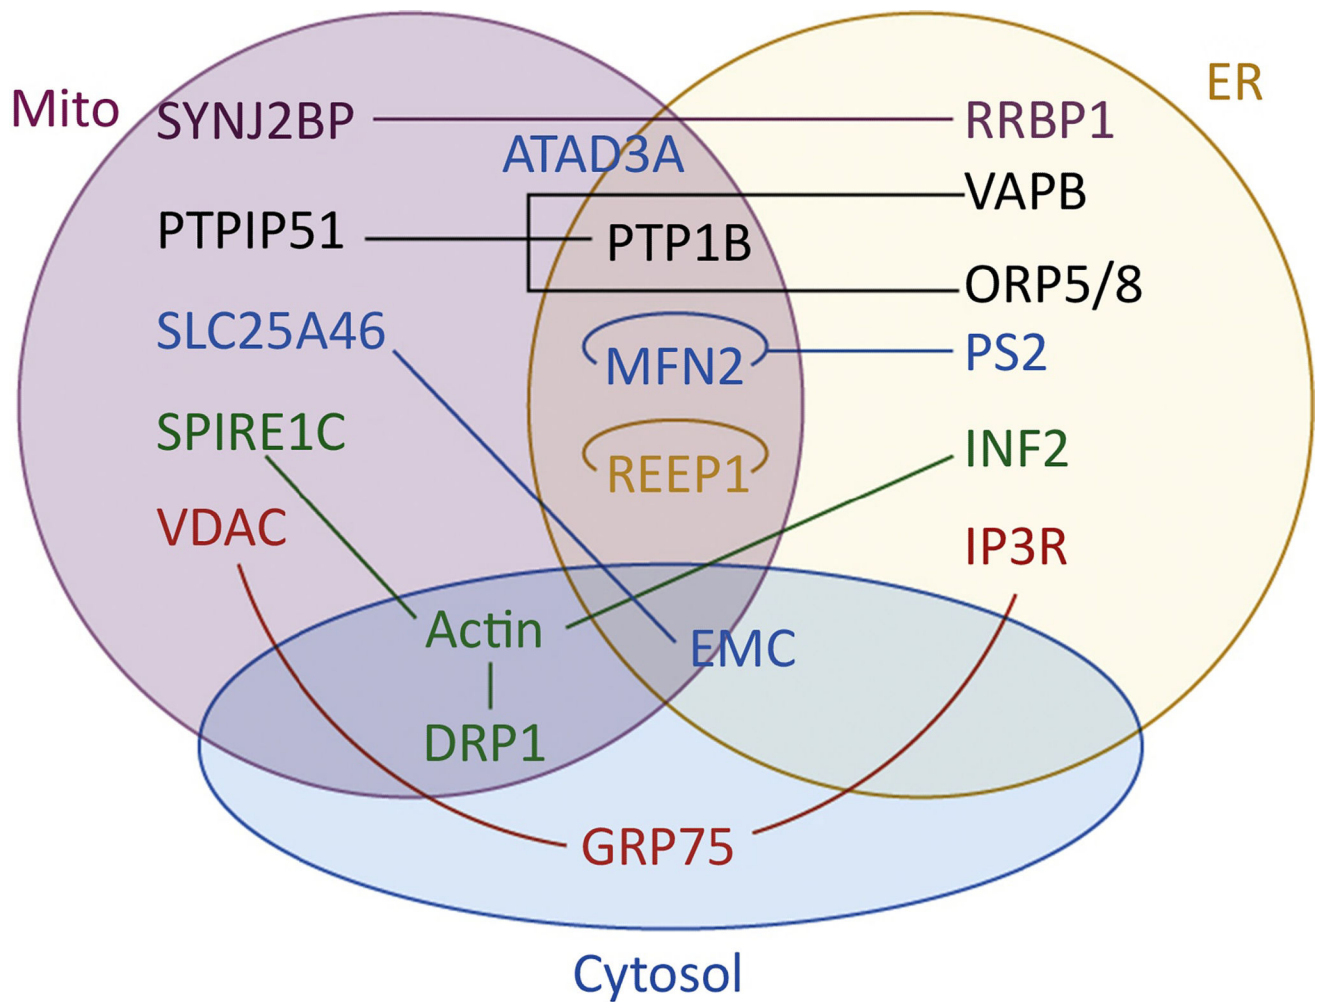 Mito
ER
SYNJ2BP
RRBP1
ATAD3A
VAPB
PTPIP51
PTP1B
ORP5/8
SLC25A46
MFN2
PS2
SPIRE1C
INF2
REEP1
VDAC
IP3R
Actin
EMC
DRP1
GRP75
Cytosol